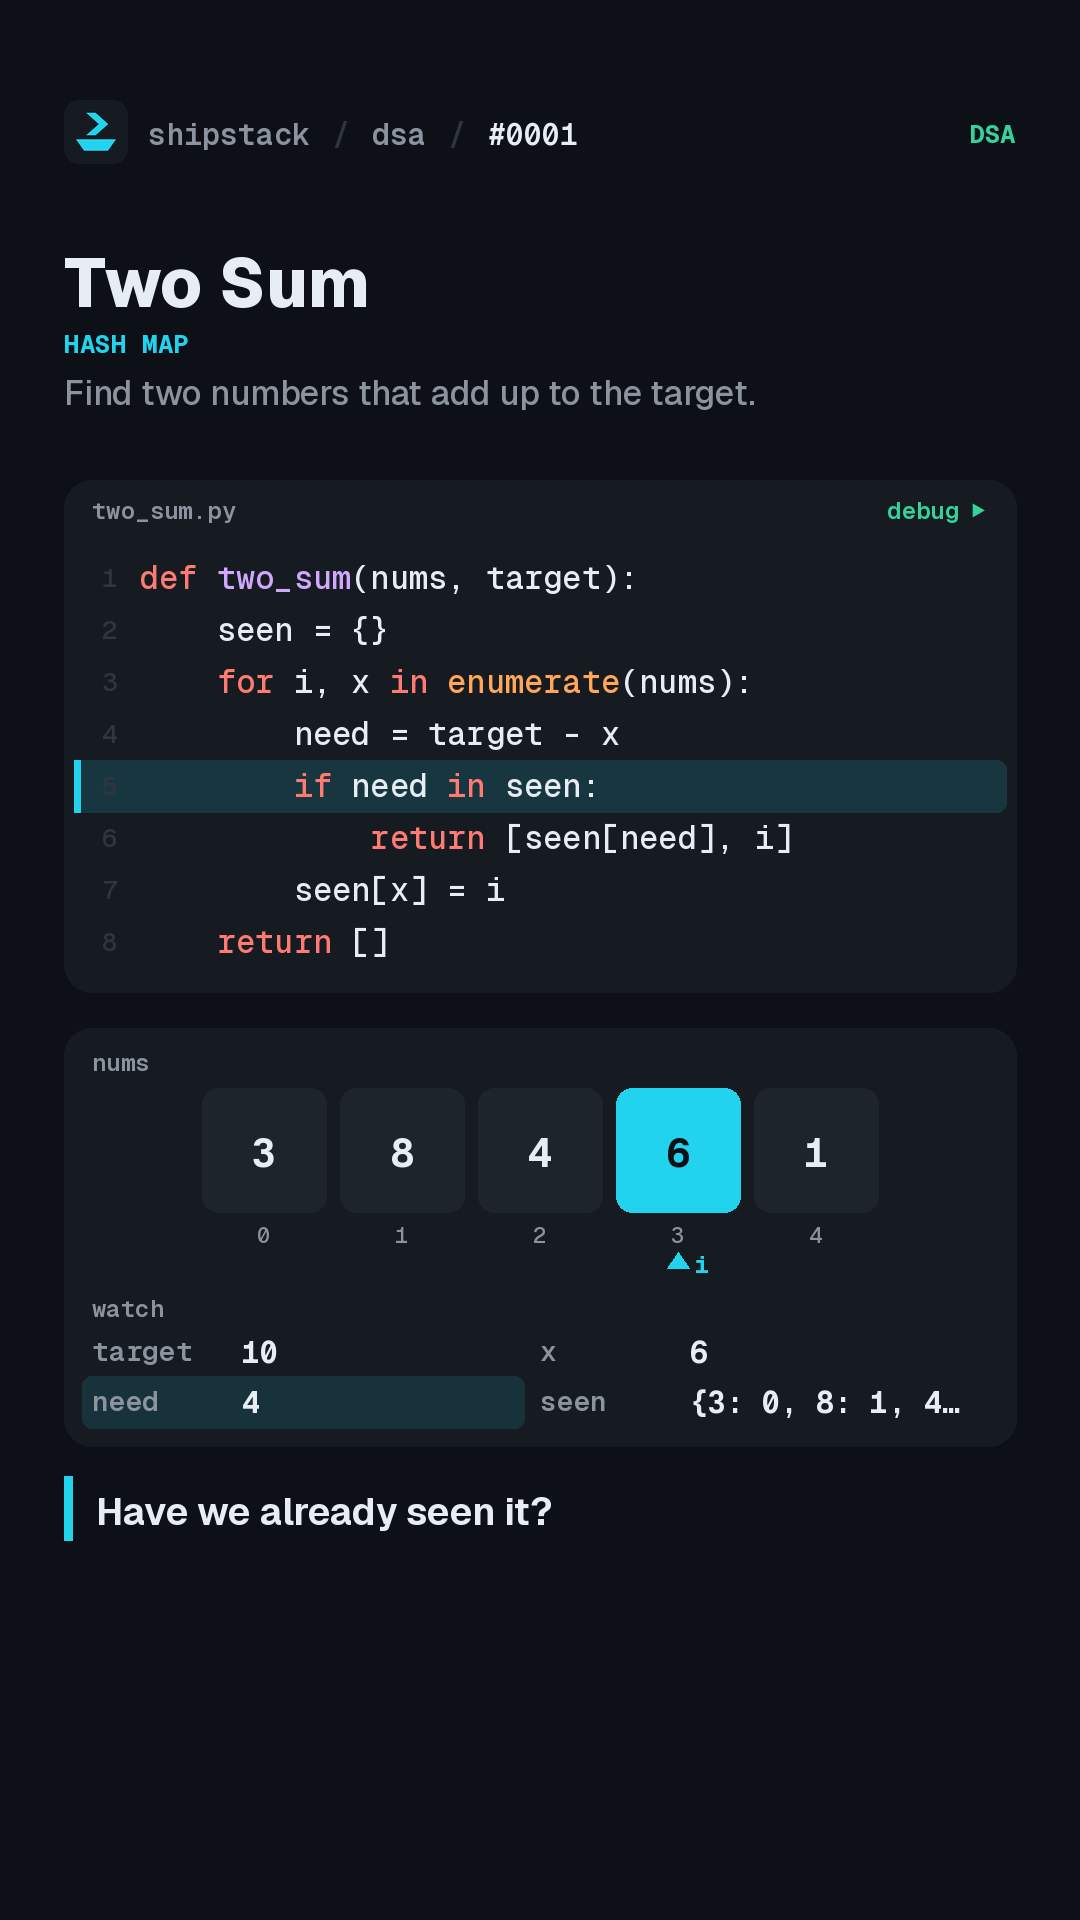 shipstack / dsa / #0001
DSA
Two Sum
HASH MAP
Find two numbers that add up to the target.
two_sum.py
debug ▶
1 def two_sum(nums, target):
2     seen = {}
3     for i, x in enumerate(nums):
4         need = target - x
5         if need in seen:
6             return [seen[need], i]
7         seen[x] = i
8     return []
nums
3 8 4 6 1
0 1 2 3 4
i
watch
target 10 x 6
need 4 seen {3: 0, 8: 1, 4…
Have we already seen it?